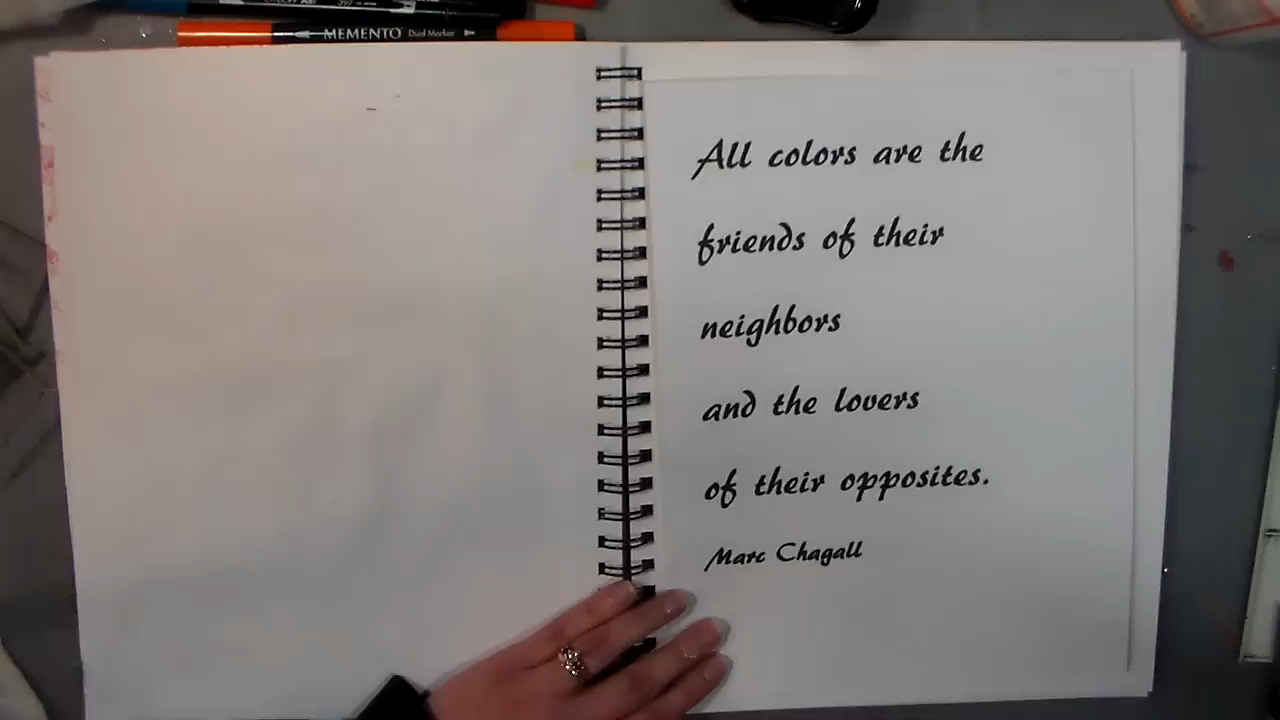 MEMENTO Dual Marker
All colors are the
friends of their
neighbors
and the lovers
of their opposites.
Marc Chagall